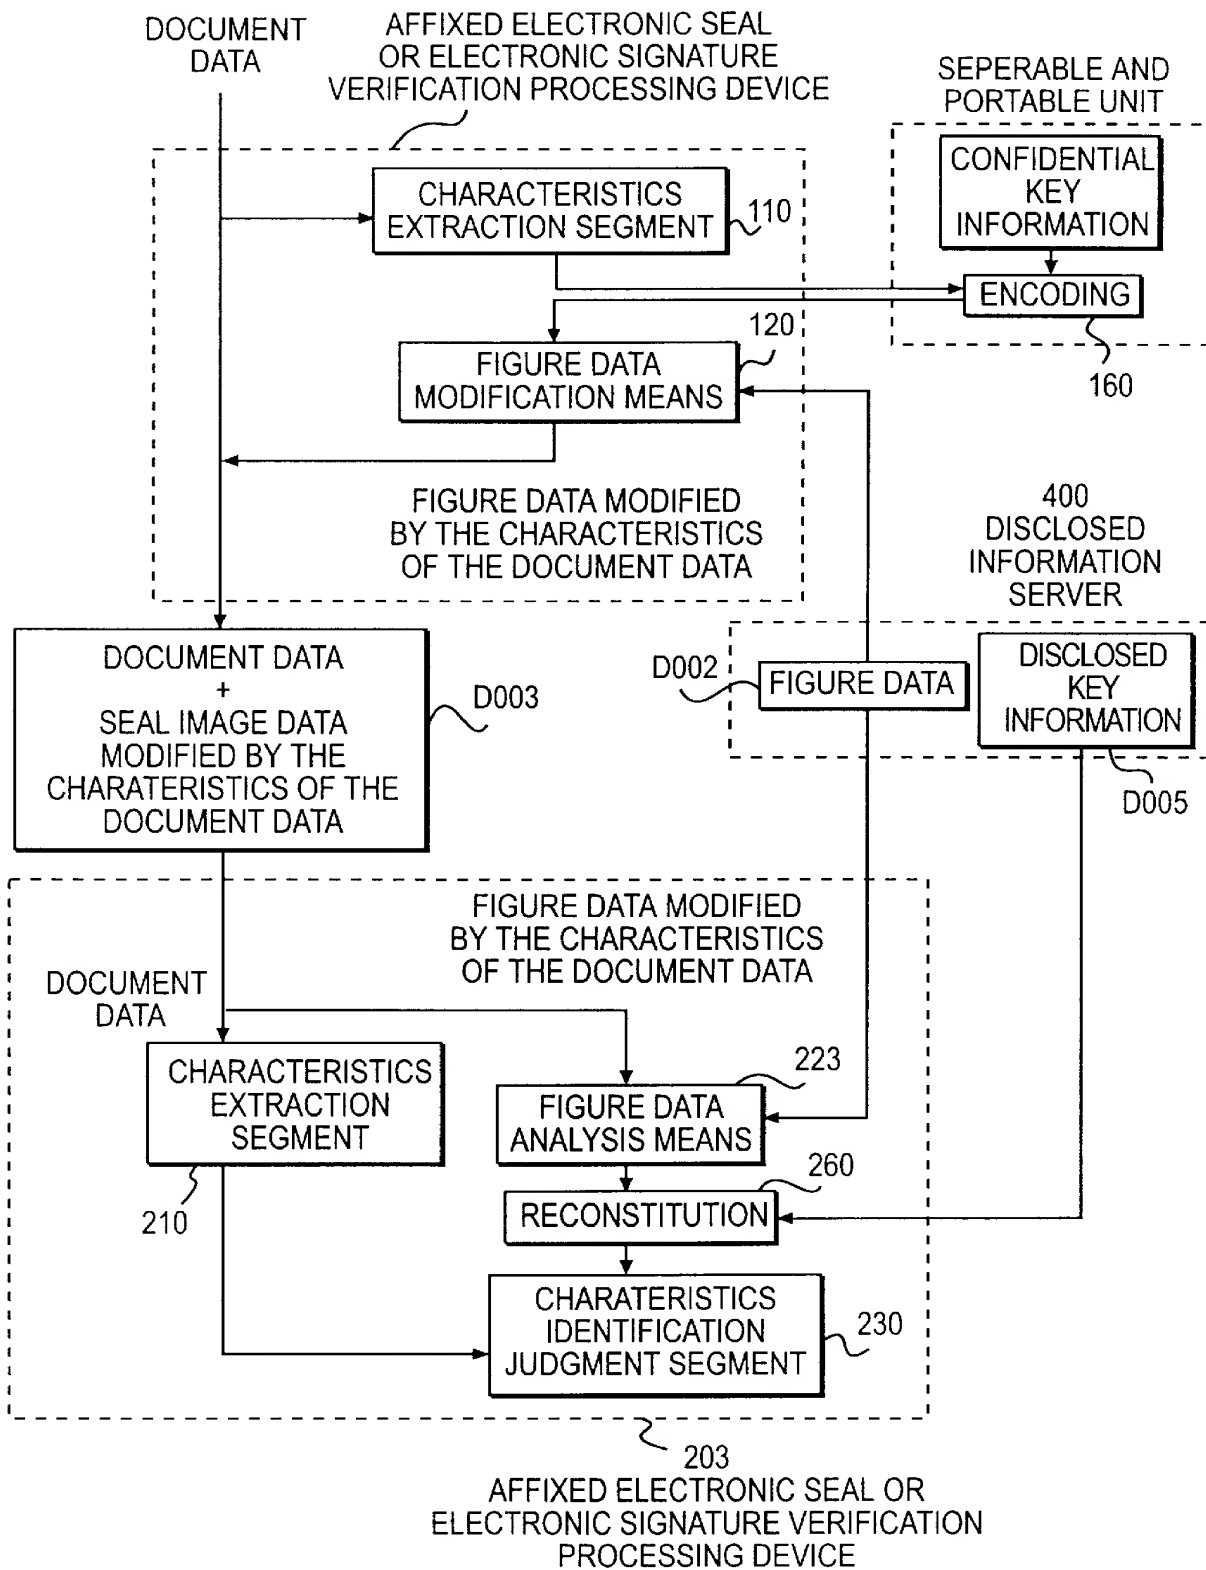 DOCUMENT
DATA
AFFIXED ELECTRONIC SEAL
OR ELECTRONIC SIGNATURE
VERIFICATION PROCESSING DEVICE
SEPERABLE AND
PORTABLE UNIT
CHARACTERISTICS
EXTRACTION SEGMENT
110
CONFIDENTIAL
KEY
INFORMATION
ENCODING
160
120
FIGURE DATA
MODIFICATION MEANS
FIGURE DATA MODIFIED
BY THE CHARACTERISTICS
OF THE DOCUMENT DATA
400
DISCLOSED
INFORMATION
SERVER
DOCUMENT DATA
+
SEAL IMAGE DATA
MODIFIED BY THE
CHARATERISTICS OF THE
DOCUMENT DATA
D003
D002
FIGURE DATA
DISCLOSED
KEY
INFORMATION
D005
FIGURE DATA MODIFIED
BY THE CHARACTERISTICS
OF THE DOCUMENT DATA
DOCUMENT
DATA
CHARACTERISTICS
EXTRACTION
SEGMENT
210
223
FIGURE DATA
ANALYSIS MEANS
260
RECONSTITUTION
CHARATERISTICS
IDENTIFICATION
JUDGMENT SEGMENT
230
203
AFFIXED ELECTRONIC SEAL OR
ELECTRONIC SIGNATURE VERIFICATION
PROCESSING DEVICE